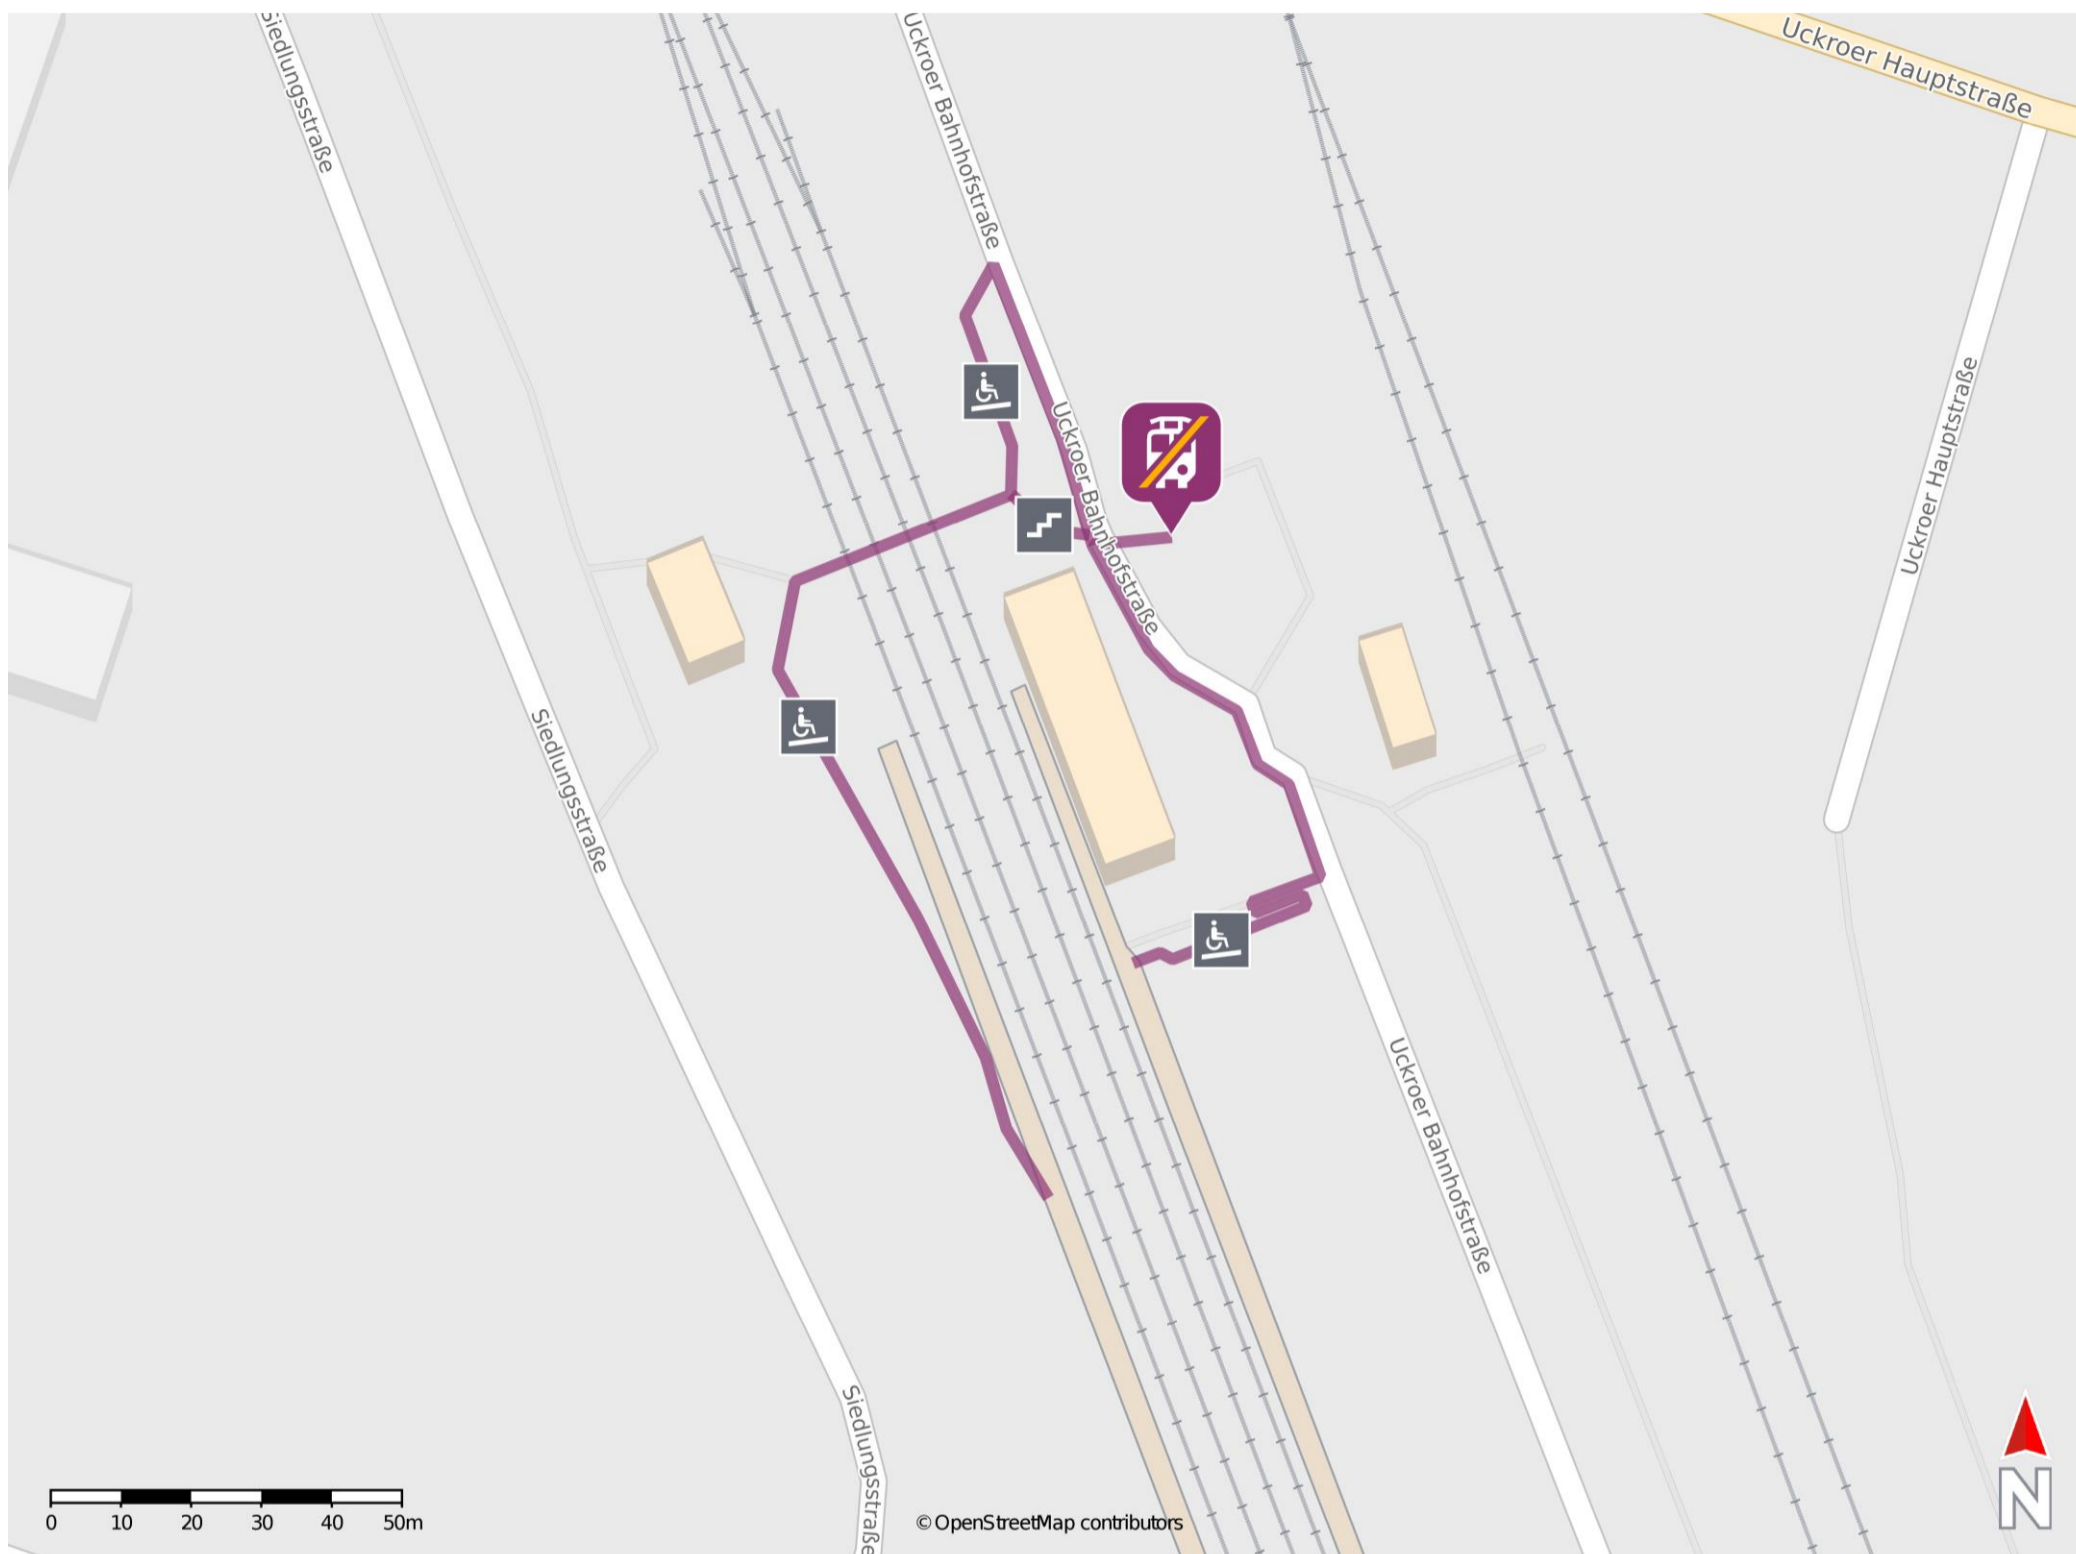 Siedlungsstraße
Uckroer Bahnhofstraße
Uckroer Hauptstraße
Uckroer Bahnhofstraße
Uckroer Hauptstraße
Siedlungsstraße
Uckroer Bahnhofstraße
Siedlungsstraße
0 10 20 30 40 50m
© OpenStreetMap contributors
N